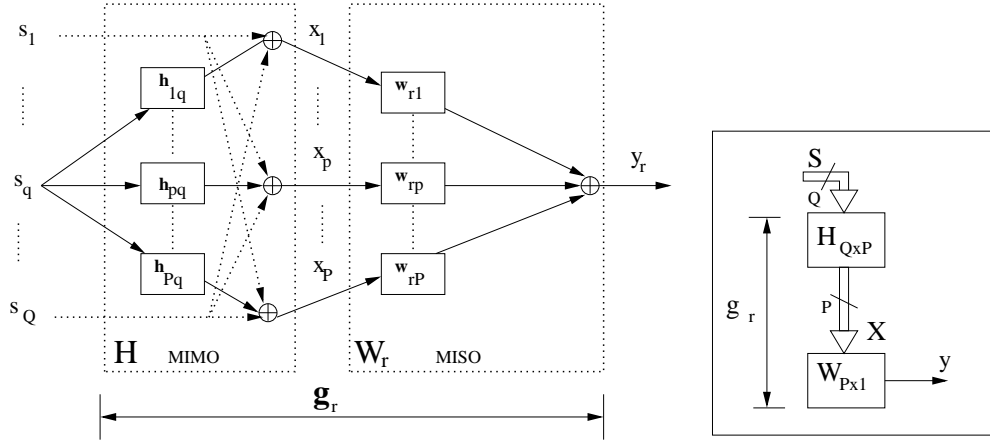 s_1
s_q
s_Q
h_1q
h_pq
h_Pq
x_1
x_p
x_P
w_r1
w_rp
w_rP
y_r
H MIMO
W_r MISO
g_r
S
Q
H_QxP
P
X
g_r
W_Px1
y